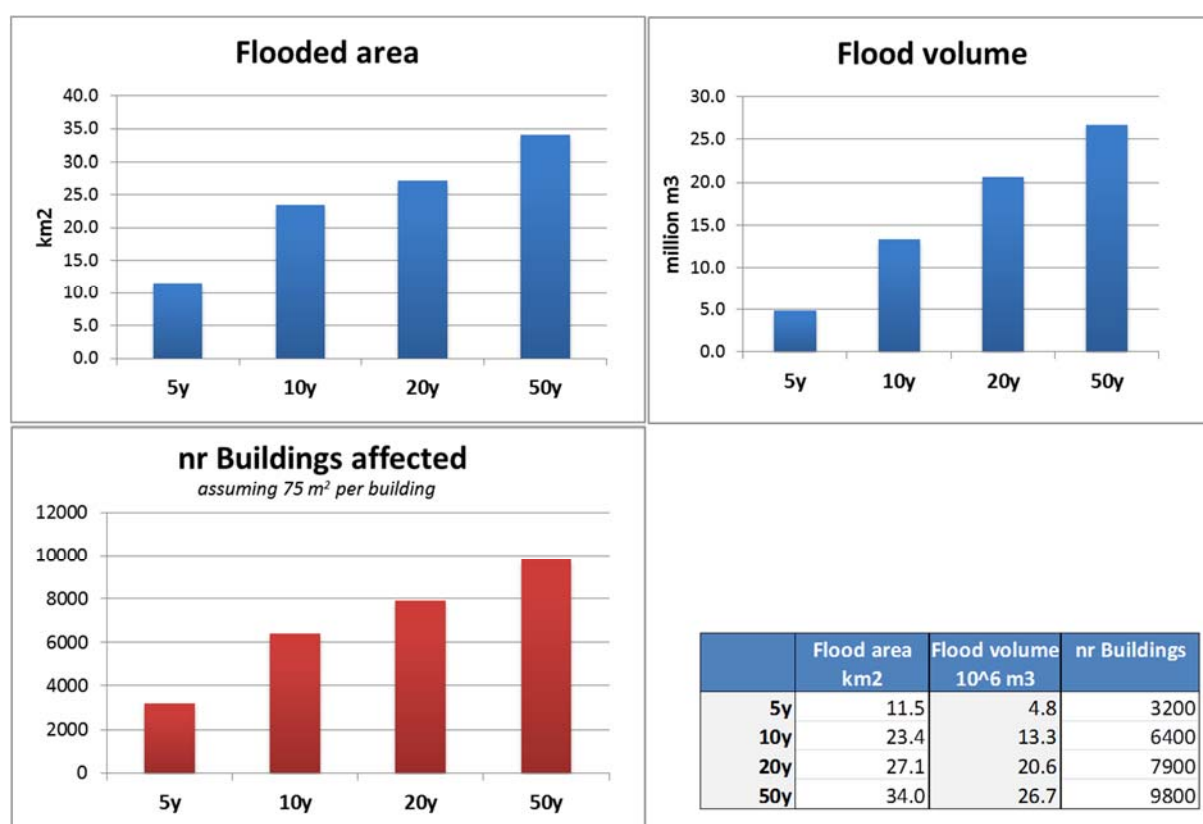 Flooded area
40.0
35.0
30.0
25.0
20.0
15.0
10.0
5.0
0.0
km2
5y 10y 20y 50y
Flood volume
30.0
25.0
20.0
15.0
10.0
5.0
0.0
million m3
5y 10y 20y 50y
nr Buildings affected
assuming 75 m² per building
12000
10000
8000
6000
4000
2000
0
5y 10y 20y 50y
Flood area Flood volume nr Buildings
km2 10^6 m3
5y 11.5 4.8 3200
10y 23.4 13.3 6400
20y 27.1 20.6 7900
50y 34.0 26.7 9800